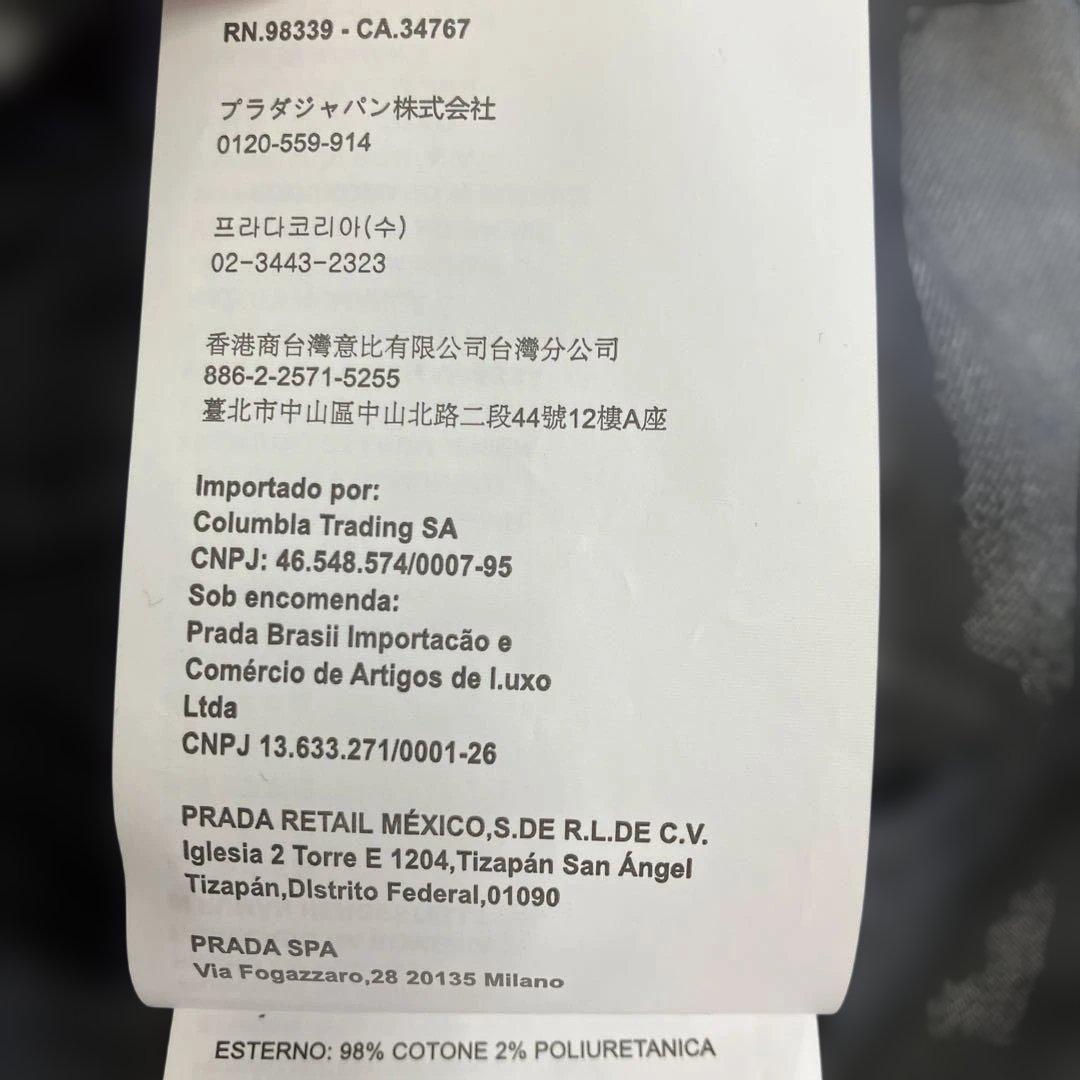 RN.98339 - CA.34767
プラダジャパン株式会社
0120-559-914
프라다코리아(수)
02-3443-2323
香港商台灣意比有限公司台灣分公司
886-2-2571-5255
臺北市中山區中山北路二段44號12樓A座
Importado por:
Columbla Trading SA
CNPJ: 46.548.574/0007-95
Sob encomenda:
Prada Brasii Importacão e
Comércio de Artigos de I.uxo
Ltda
CNPJ 13.633.271/0001-26
PRADA RETAIL MÉXICO,S.DE R.L.DE C.V.
Iglesia 2 Torre E 1204,Tizapán San Ángel
Tizapán,DIstrito Federal,01090
PRADA SPA
Via Fogazzaro,28 20135 Milano
ESTERNO: 98% COTONE 2% POLIURETANICA